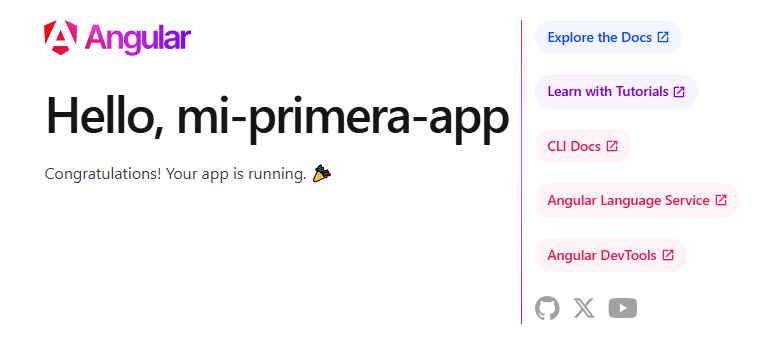 Angular
Hello, mi-primera-app
Congratulations! Your app is running. 🎉
Explore the Docs
Learn with Tutorials
CLI Docs
Angular Language Service
Angular DevTools